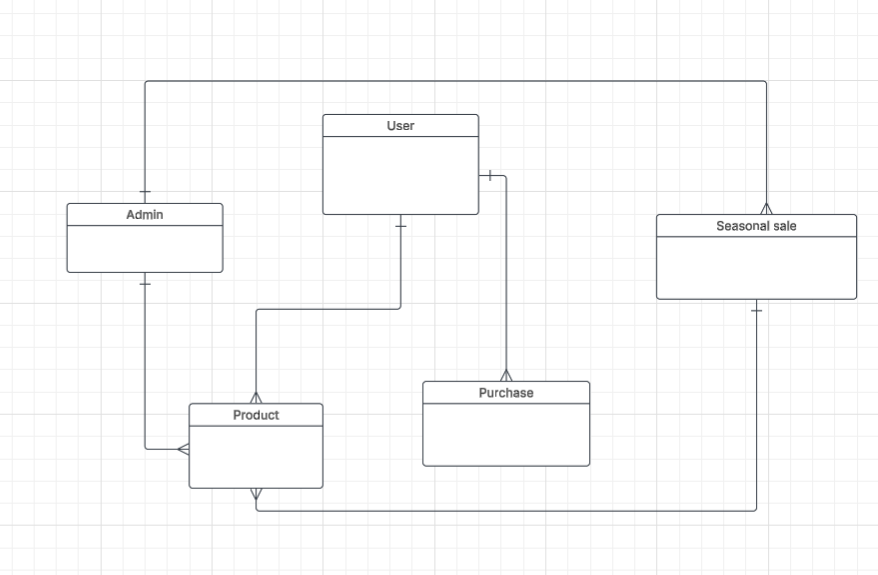 User
Admin
Seasonal sale
Purchase
Product